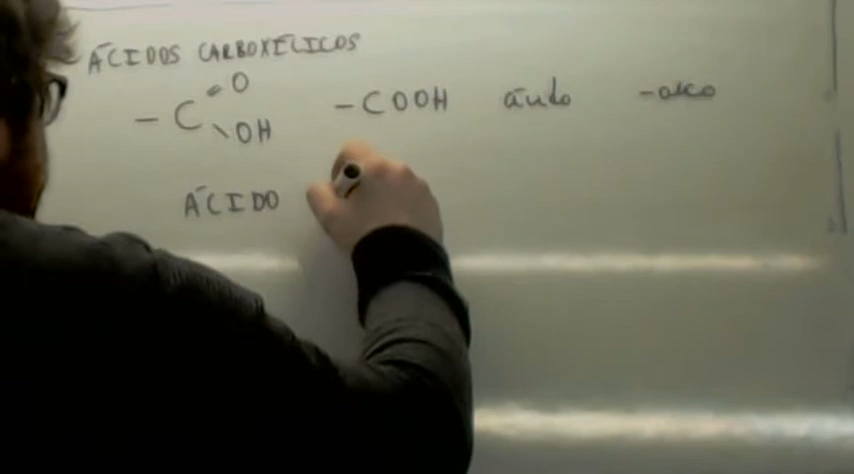 ÁCIDOS CARBOXÍLICOS
O
- C
OH
-COOH ácido -oico
ÁCIDO